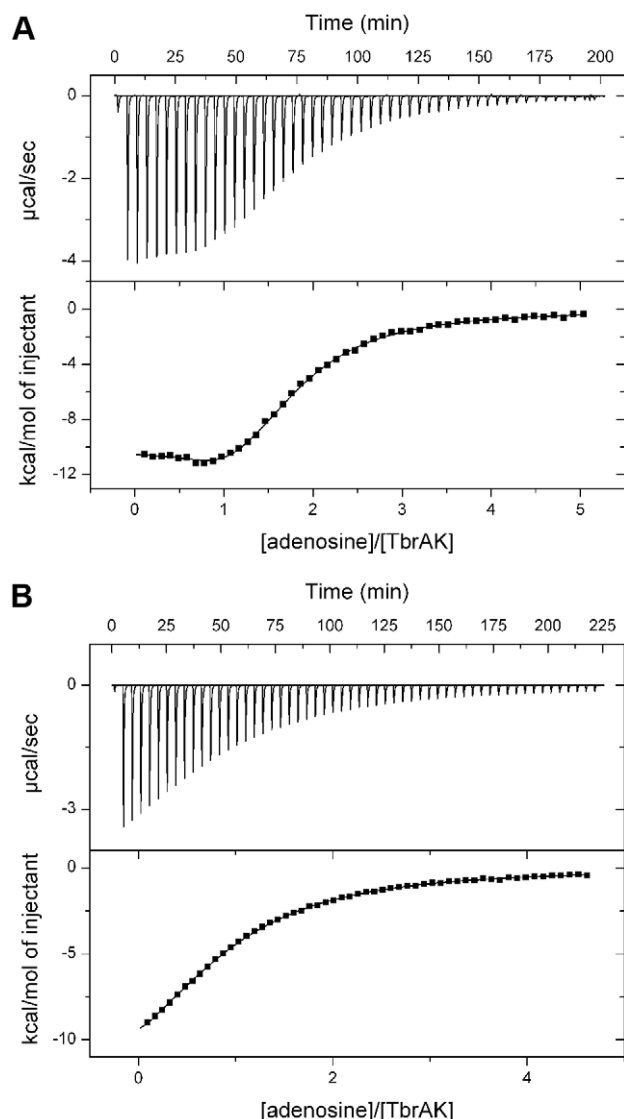 A
Time (min)
0 25 50 75 100 125 150 175 200
0
-2
-4
µcal/sec
0
-4
-8
-12
kcal/mol of injectant
0 1 2 3 4 5
[adenosine]/[TbrAK]
B
Time (min)
0 25 50 75 100 125 150 175 200 225
0
-3
µcal/sec
0
-5
-10
kcal/mol of injectant
0 2 4
[adenosine]/[TbrAK]